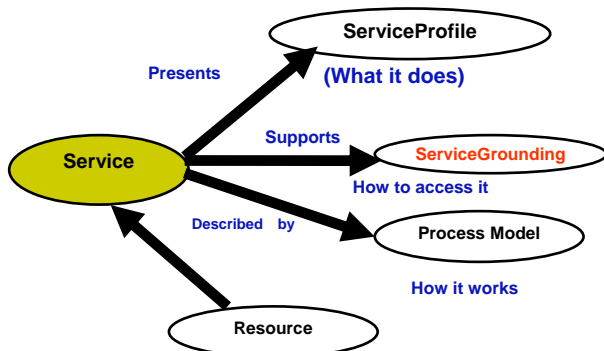 ServiceProfile
Presents
(What it does)
Supports
Service
ServiceGrounding
How to access it
Described by
Process Model
How it works
Resource